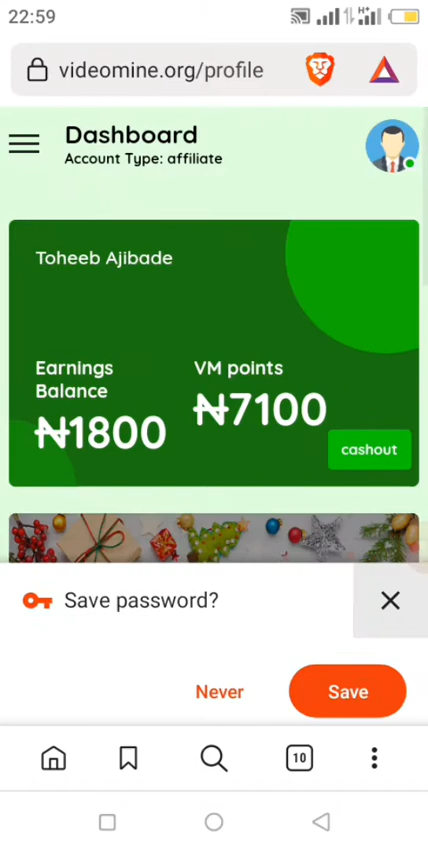 22:59
videomine.org/profile
Dashboard
Account Type: affiliate
Toheeb Ajibade
Earnings
Balance
₦1800
VM points
₦7100
cashout
Save password?
Never
Save
10